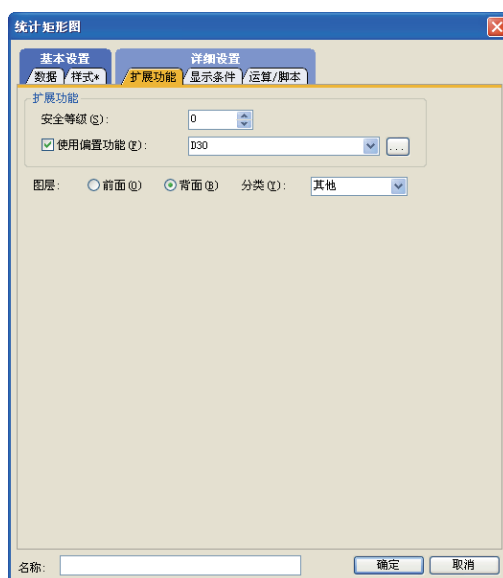 统计矩形图
基本设置 详细设置
数据 样式* 扩展功能 显示条件 运算/脚本
扩展功能
安全等级(S): 0
使用偏置功能(F): D30 ...
图层: 前面(O) 背面(B) 分类(Y): 其他
名称: 确定 取消